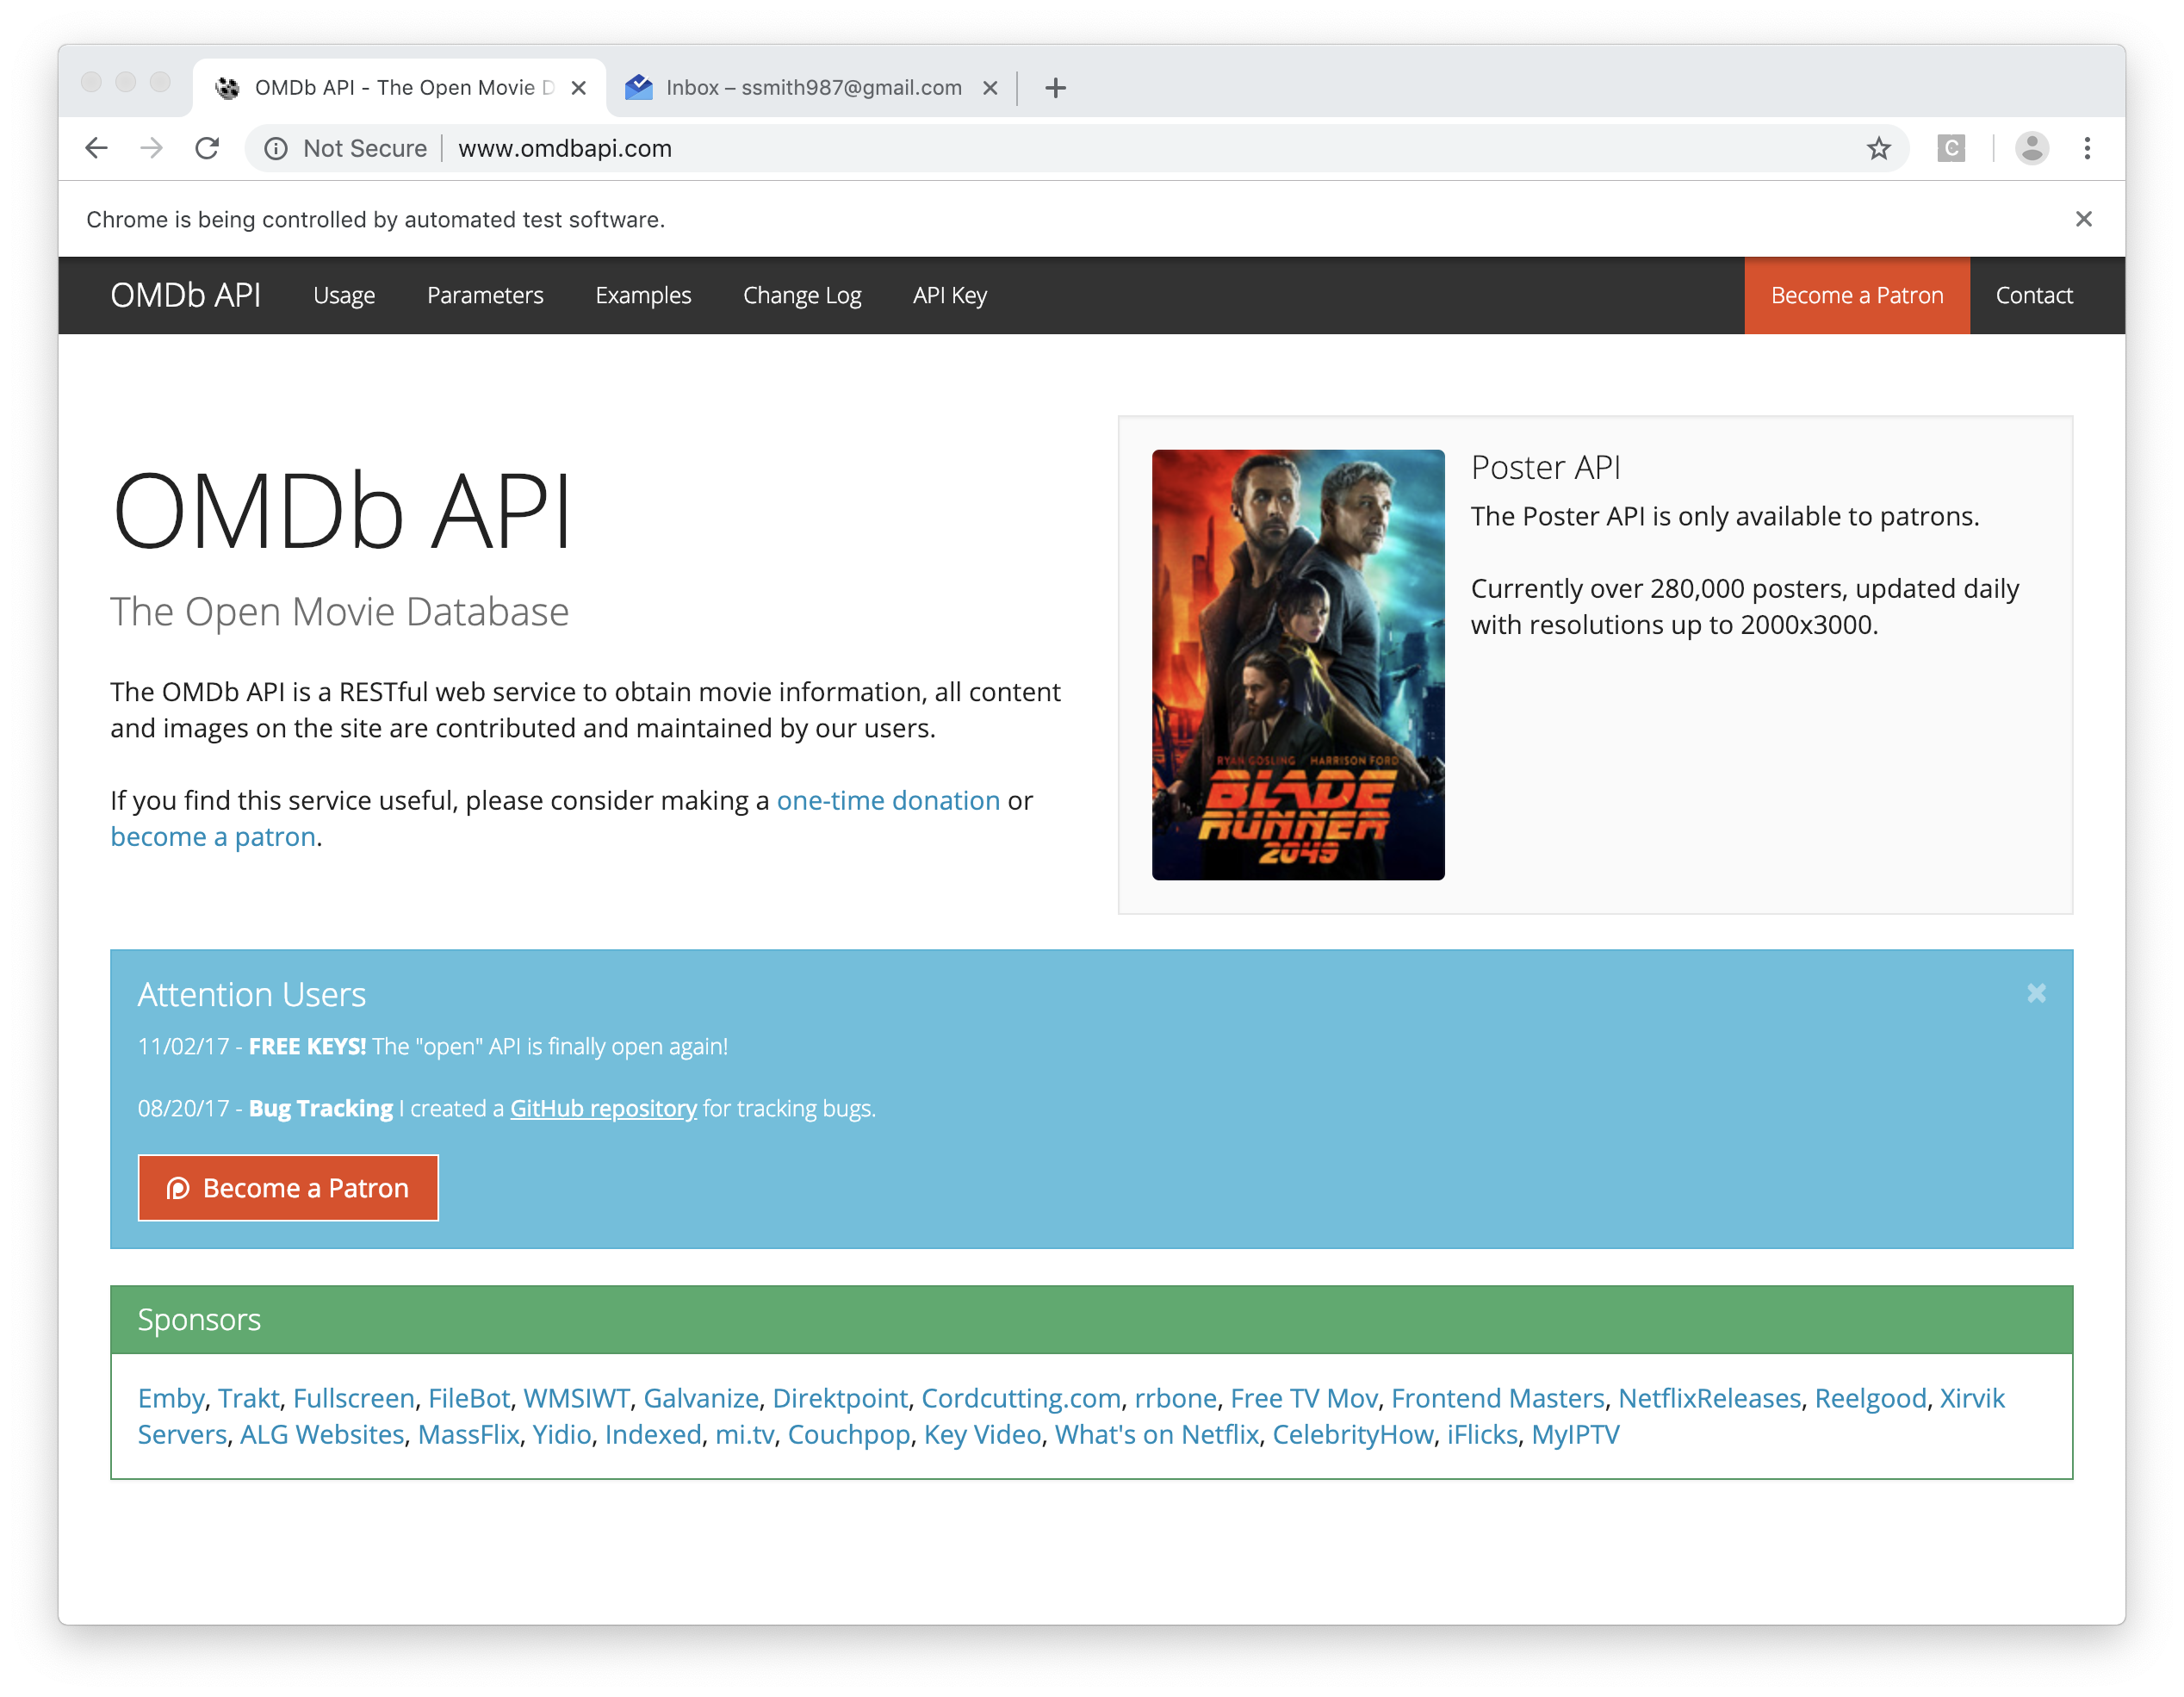 OMDb API - The Open Movie D
Inbox – ssmith987@gmail.com
Not Secure
www.omdbapi.com
C
Chrome is being controlled by automated test software.
OMDb API
Usage
Parameters
Examples
Change Log
API Key
Become a Patron
Contact
OMDb API
The Open Movie Database
The OMDb API is a RESTful web service to obtain movie information, all content
and images on the site are contributed and maintained by our users.
If you find this service useful, please consider making a one-time donation or
become a patron.
RYAN GOSLING HARRISON FORD
BLADE
RUNNER
2049
Poster API
The Poster API is only available to patrons.
Currently over 280,000 posters, updated daily
with resolutions up to 2000x3000.
Attention Users
11/02/17 - FREE KEYS! The "open" API is finally open again!
08/20/17 - Bug Tracking I created a GitHub repository for tracking bugs.
Become a Patron
Sponsors
Emby, Trakt, Fullscreen, FileBot, WMSIWT, Galvanize, Direktpoint, Cordcutting.com, rrbone, Free TV Mov, Frontend Masters, NetflixReleases, Reelgood, Xirvik
Servers, ALG Websites, MassFlix, Yidio, Indexed, mi.tv, Couchpop, Key Video, What's on Netflix, CelebrityHow, iFlicks, MyIPTV